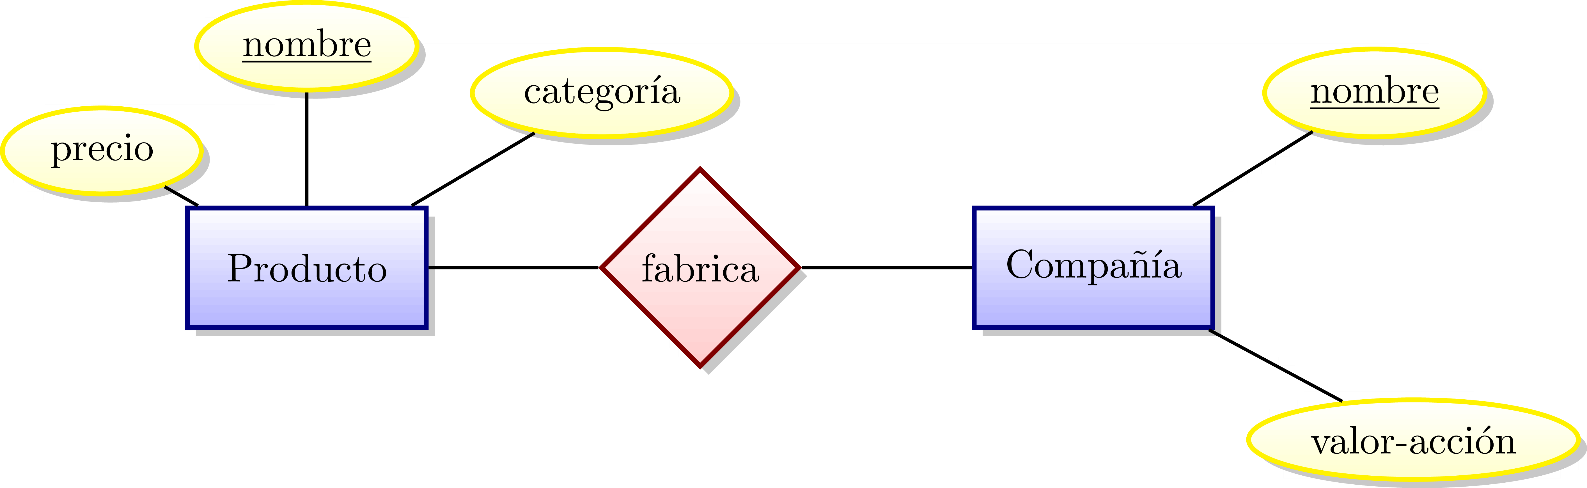 nombre
categoría
nombre
precio
Producto
fabrica
Compañía
valor-acción